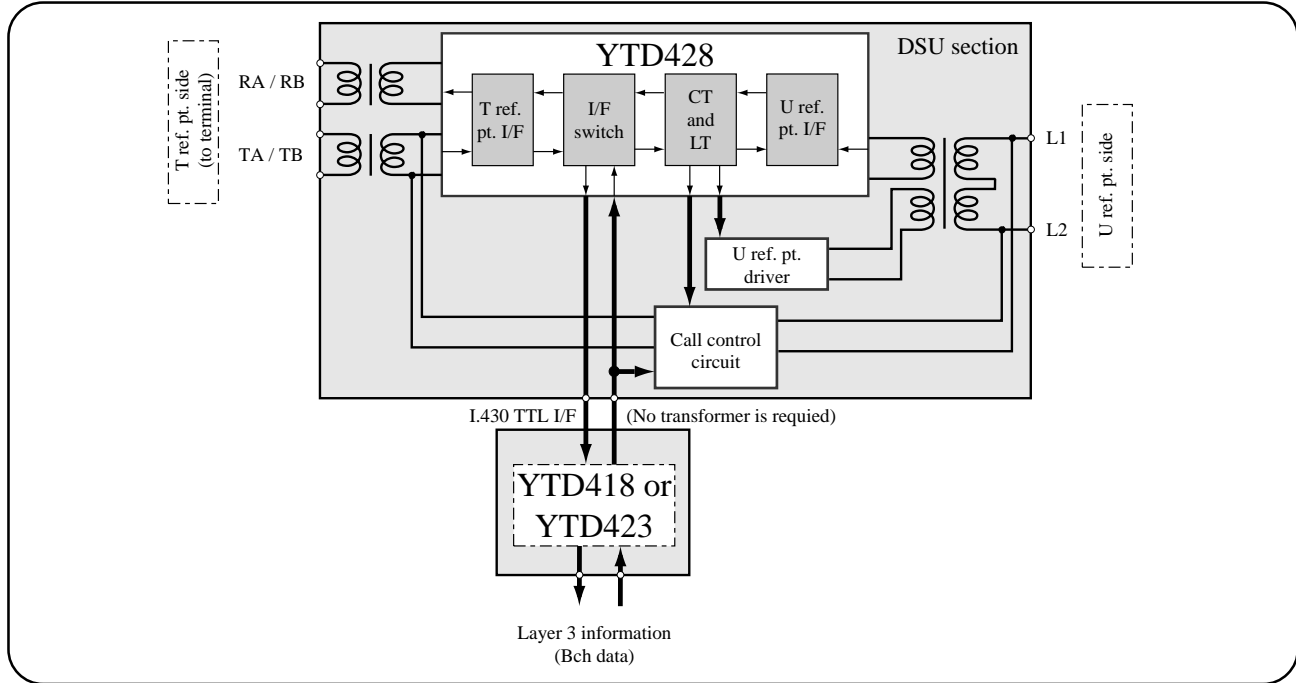 DSU section
YTD428
T ref. pt. side
(to terminal)
RA / RB
TA / TB
T ref.
pt. I/F
I/F
switch
CT
and
LT
U ref.
pt. I/F
L1
L2
U ref. pt. side
U ref. pt.
driver
Call control
circuit
I.430 TTL I/F
(No transformer is requied)
YTD418 or
YTD423
Layer 3 information
(Bch data)